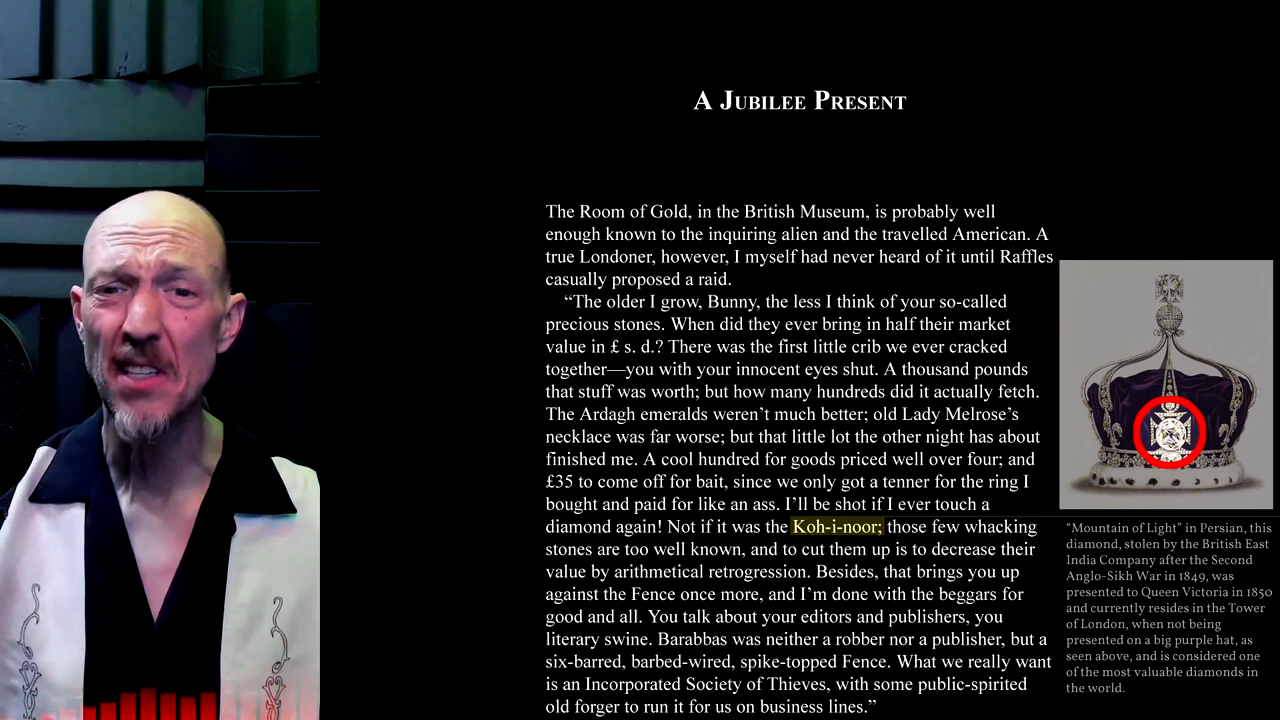 A Jubilee Present
The Room of Gold, in the British Museum, is probably well
enough known to the inquiring alien and the travelled American. A
true Londoner, however, I myself had never heard of it until Raffles
casually proposed a raid.
“The older I grow, Bunny, the less I think of your so-called
precious stones. When did they ever bring in half their market
value in £ s. d.? There was the first little crib we ever cracked
together—you with your innocent eyes shut. A thousand pounds
that stuff was worth; but how many hundreds did it actually fetch.
The Ardagh emeralds weren’t much better; old Lady Melrose’s
necklace was far worse; but that little lot the other night has about
finished me. A cool hundred for goods priced well over four; and
£35 to come off for bait, since we only got a tenner for the ring I
bought and paid for like an ass. I’ll be shot if I ever touch a
diamond again! Not if it was the Koh-i-noor; those few whacking
stones are too well known, and to cut them up is to decrease their
value by arithmetical retrogression. Besides, that brings you up
against the Fence once more, and I’m done with the beggars for
good and all. You talk about your editors and publishers, you
literary swine. Barabbas was neither a robber nor a publisher, but a
six-barred, barbed-wired, spike-topped Fence. What we really want
is an Incorporated Society of Thieves, with some public-spirited
old forger to run it for us on business lines.”
“Mountain of Light” in Persian, this
diamond, stolen by the British East
India Company after the Second
Anglo-Sikh War in 1849, was
presented to Queen Victoria in 1850
and currently resides in the Tower
of London, when not being
presented on a big purple hat, as
seen above, and is considered one
of the most valuable diamonds in
the world.